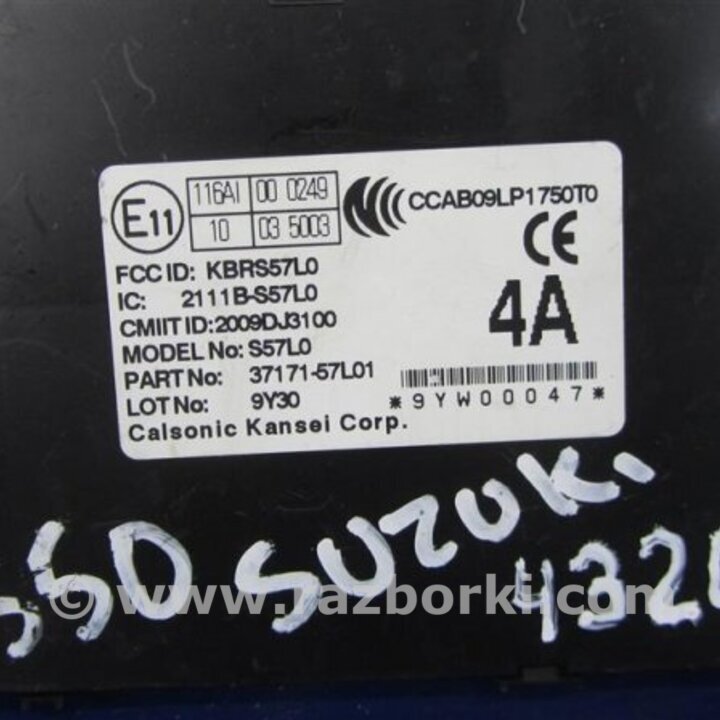 E11
116AI 00 0249
10 03 5003
CCAB09LP1750T0
CE
FCC ID: KBRS57L0
IC: 2111B-S57L0
4A
CMIIT ID:2009DJ3100
MODEL No: S57L0
PART No: 37171-57L01
LOT No: 9Y30
*9YW00047*
Calsonic Kansei Corp.
SUZUKI
© www.razborki.com